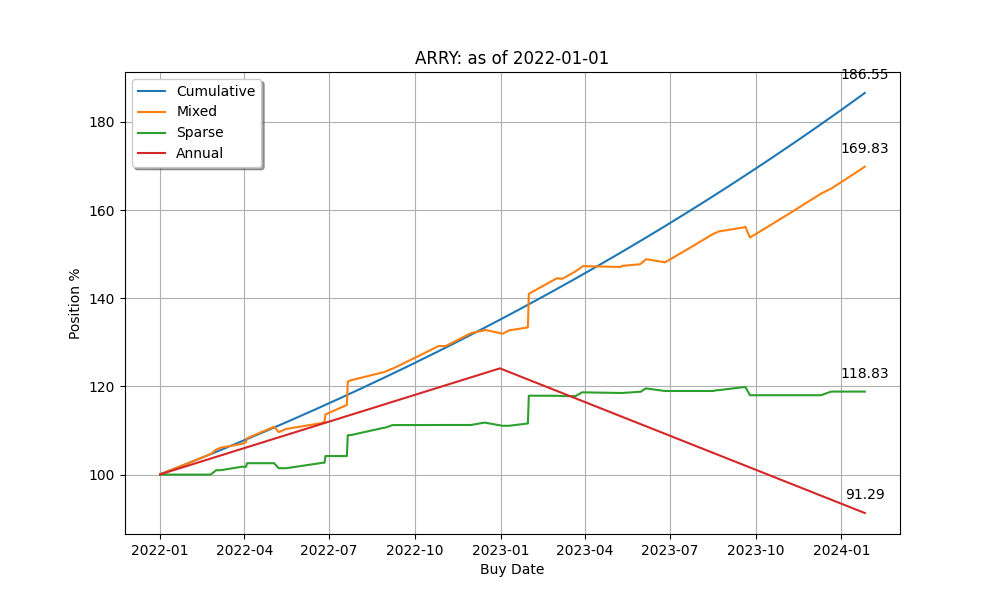 ARRY: as of 2022-01-01
186.55
Cumulative
Mixed
Sparse
Annual
169.83
118.83
91.29
180
160
140
120
100
Position %
2022-01 2022-04 2022-07 2022-10 2023-01 2023-04 2023-07 2023-10 2024-01
Buy Date